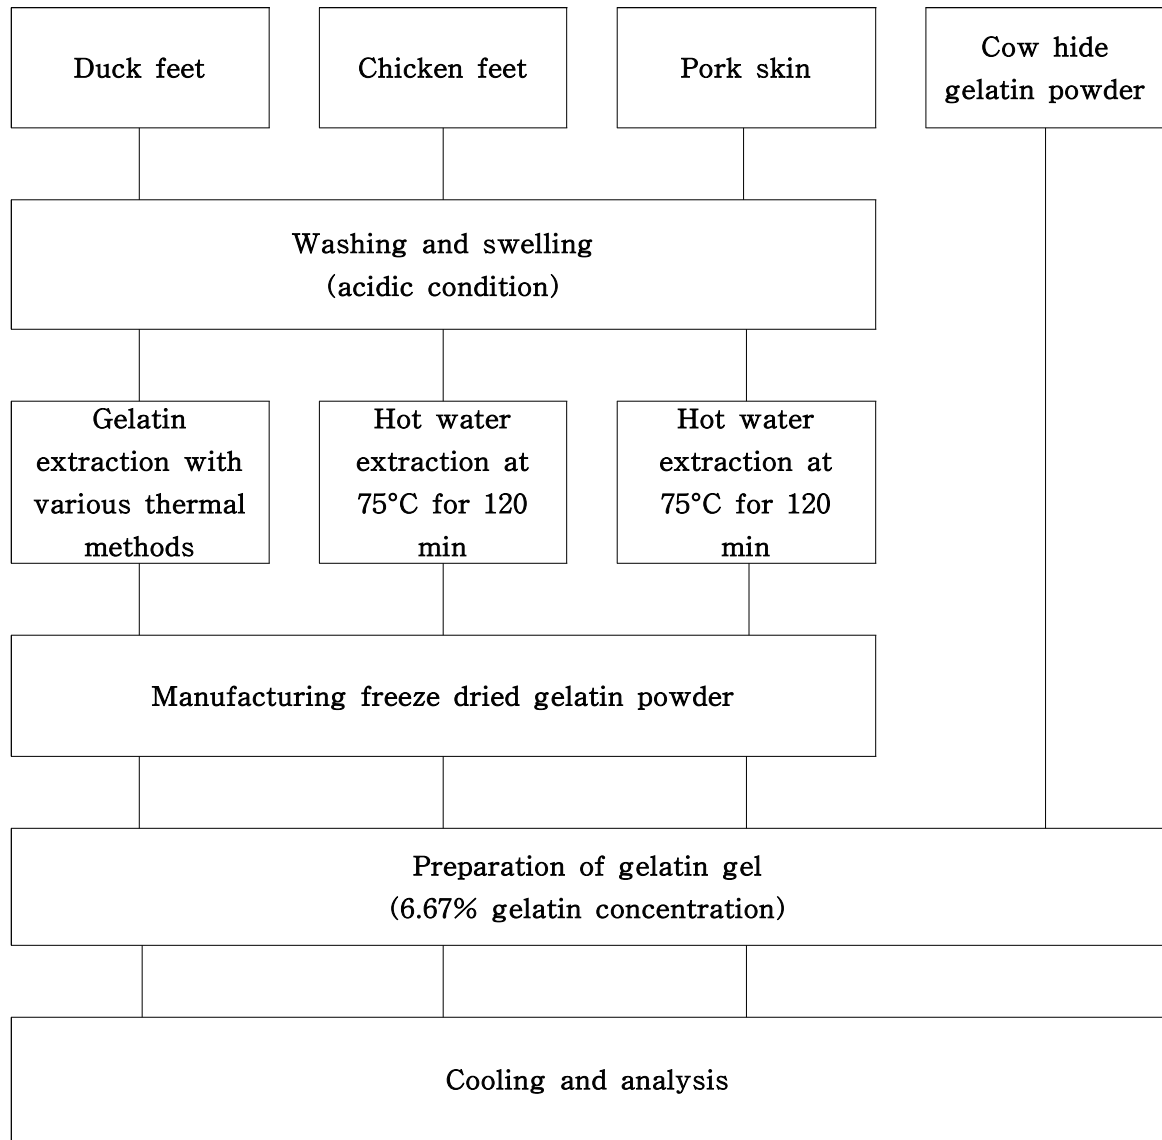 Duck feet
Chicken feet
Pork skin
Cow hide
gelatin powder
Washing and swelling
(acidic condition)
Gelatin
extraction with
various thermal
methods
Hot water
extraction at
75°C for 120
min
Hot water
extraction at
75°C for 120
min
Manufacturing freeze dried gelatin powder
Preparation of gelatin gel
(6.67% gelatin concentration)
Cooling and analysis